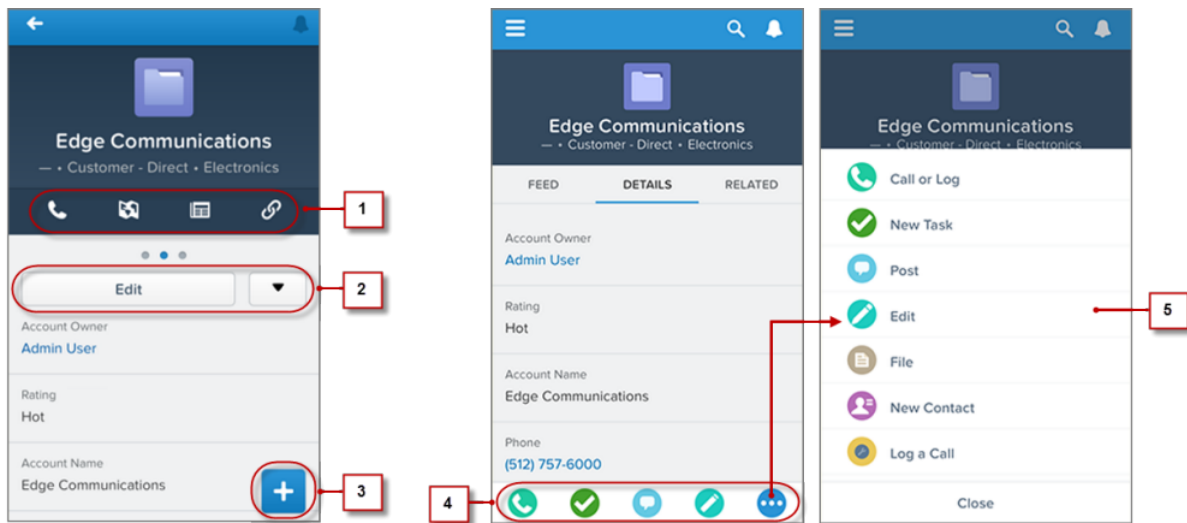 Edge Communications
— • Customer - Direct • Electronics
1
Edit
2
Account Owner
Admin User
Rating
Hot
Account Name
Edge Communications
3
Edge Communications
— • Customer - Direct • Electronics
FEED DETAILS RELATED
Account Owner
Admin User
Rating
Hot
Account Name
Edge Communications
Phone
(512) 757-6000
4
Edge Communications
— • Customer - Direct • Electronics
Call or Log
New Task
Post
Edit
5
File
New Contact
Log a Call
Close